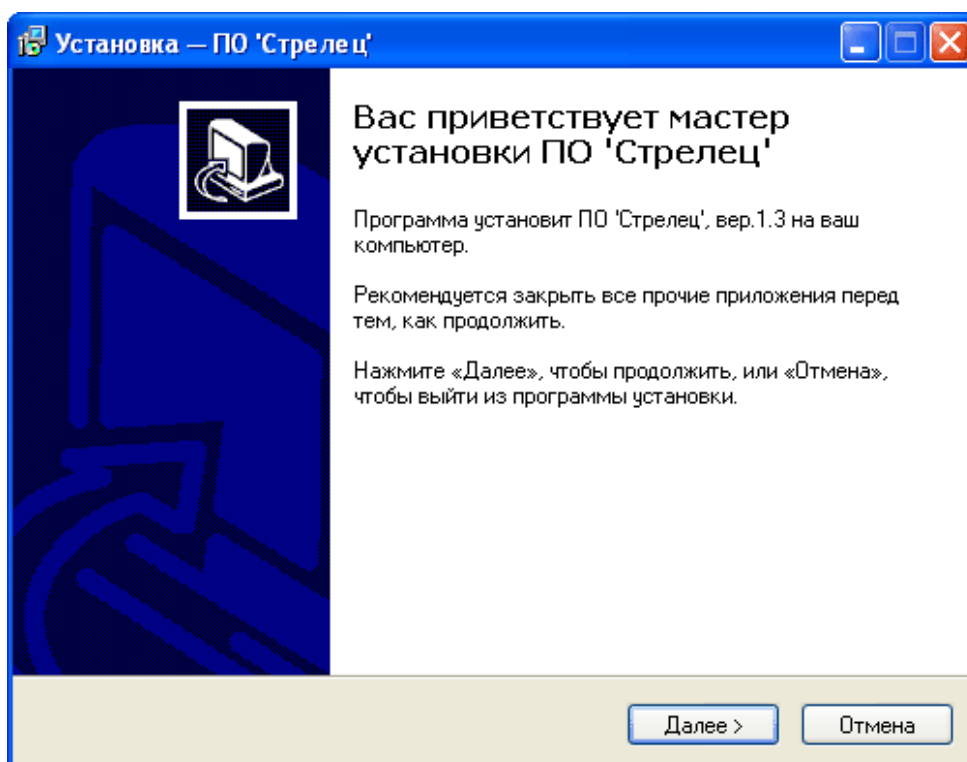 Установка — ПО 'Стрелец'
Вас приветствует мастер
установки ПО 'Стрелец'
Программа установит ПО 'Стрелец', вер.1.3 на ваш
компьютер.
Рекомендуется закрыть все прочие приложения перед
тем, как продолжить.
Нажмите «Далее», чтобы продолжить, или «Отмена»,
чтобы выйти из программы установки.
Далее >
Отмена